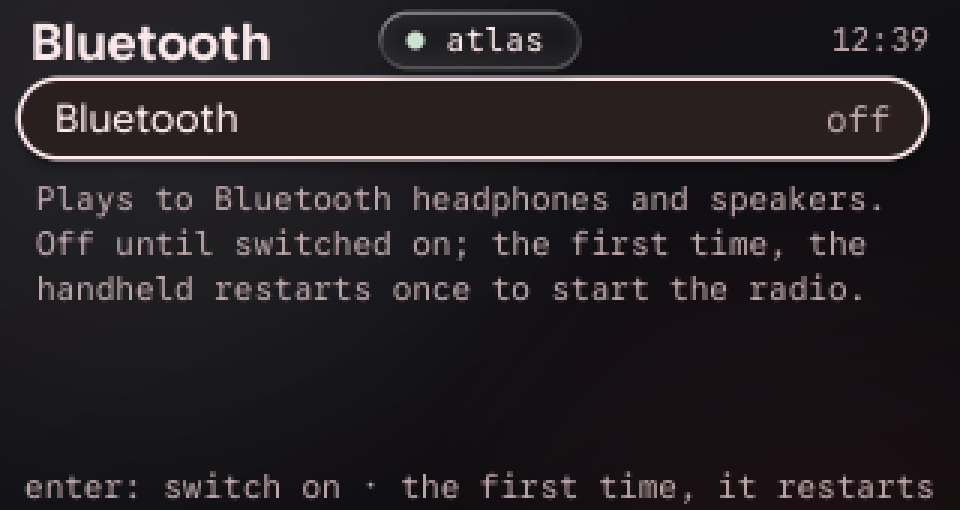 Bluetooth
atlas
12:39
Bluetooth
off
Plays to Bluetooth headphones and speakers.
Off until switched on; the first time, the
handheld restarts once to start the radio.
enter: switch on · the first time, it restarts